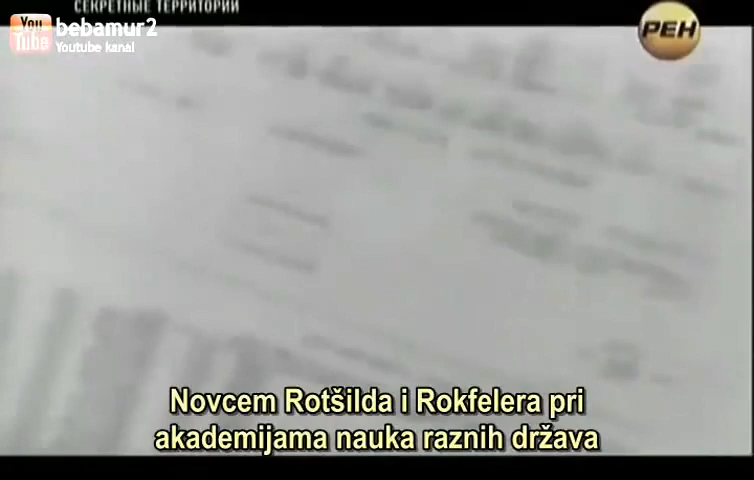 СЕКРЕТНЫЕ ТЕРРИТОРИИ
You
Tube
bebamur2
Youtube kanal
РЕН
Novcem Rotšilda i Rokfelera pri
akademijama nauka raznih država